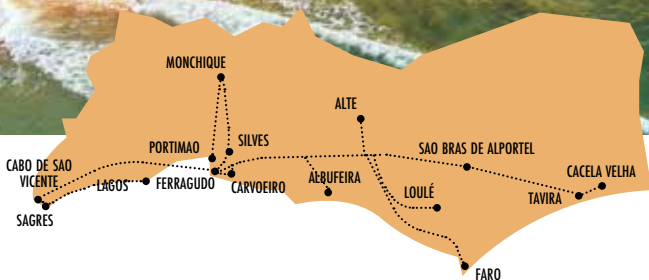 MONCHIQUE
ALTE
PORTIMAO
SILVES
SAO BRAS DE ALPORTEL
CABO DE SAO
VICENTE
LAGOS
FERRAGUDO
CARVOEIRO
ALBUFEIRA
LOULÉ
TAVIRA
CACELA VELHA
SAGRES
FARO